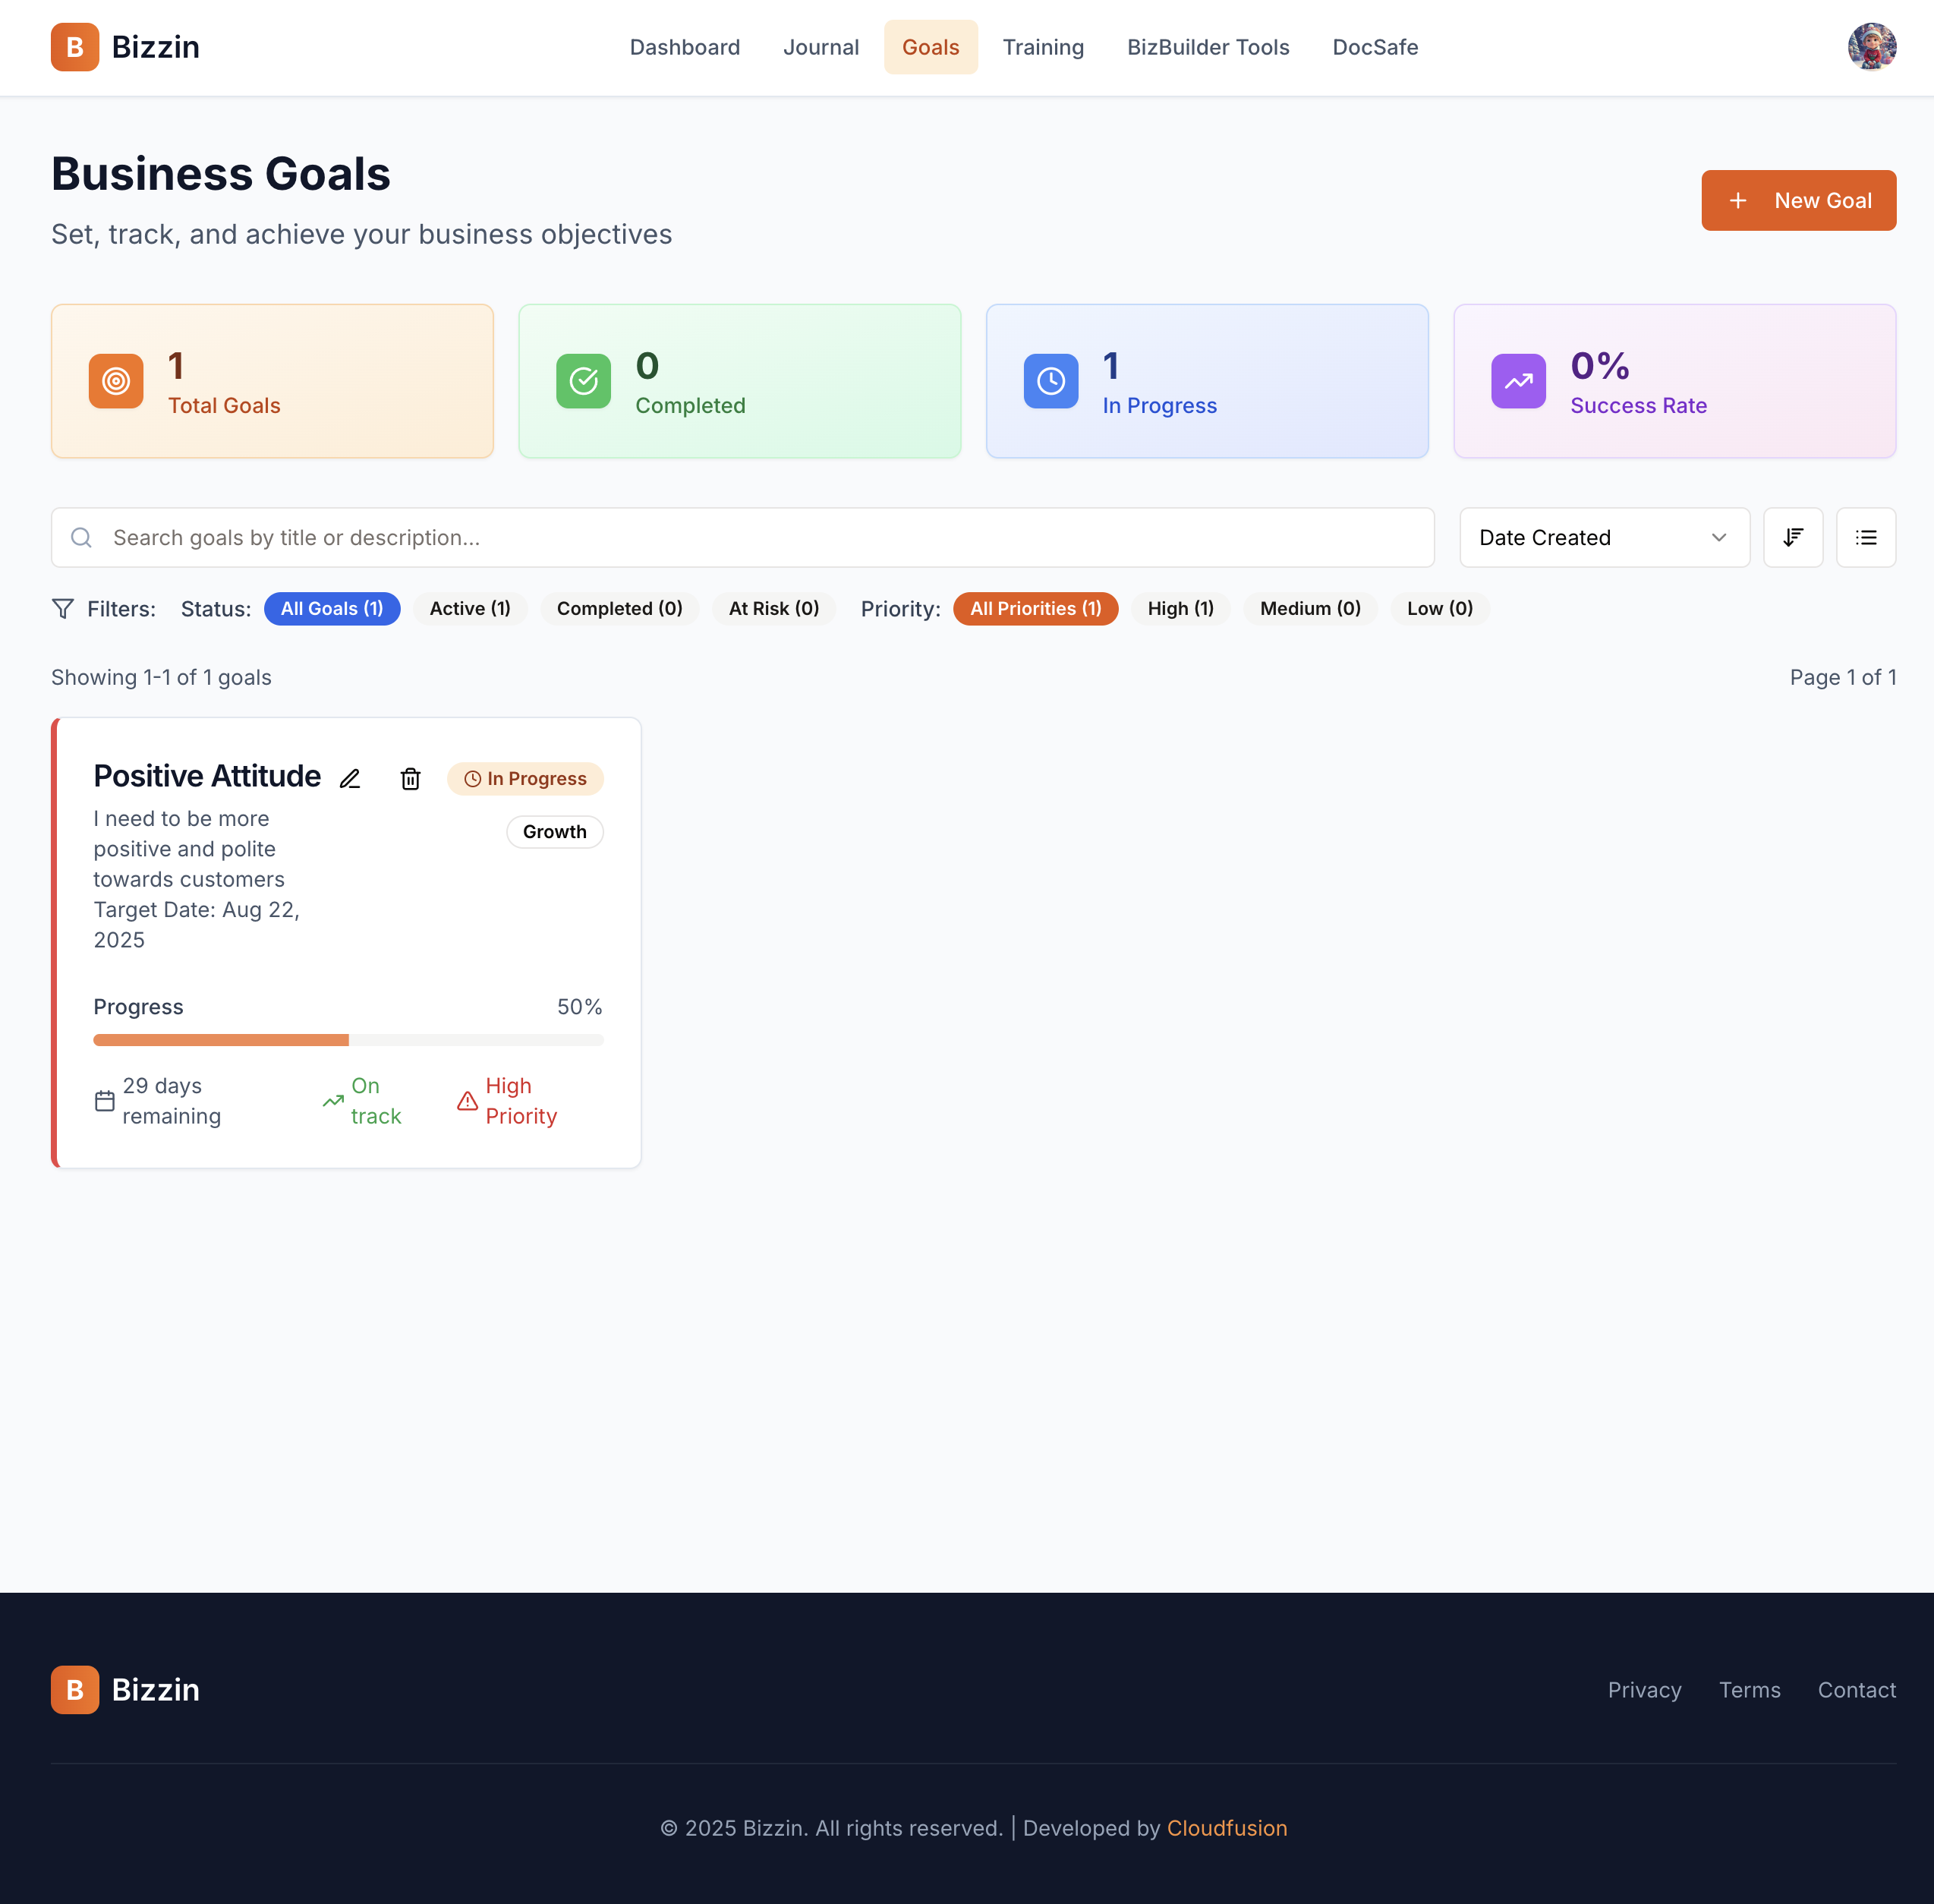 B Bizzin
Dashboard Journal Goals Training BizBuilder Tools DocSafe
Business Goals
Set, track, and achieve your business objectives
New Goal
1
Total Goals
0
Completed
1
In Progress
0%
Success Rate
Search goals by title or description...
Date Created
Filters: Status: All Goals (1) Active (1) Completed (0) At Risk (0) Priority: All Priorities (1) High (1) Medium (0) Low (0)
Showing 1-1 of 1 goals
Page 1 of 1
Positive Attitude
In Progress
Growth
I need to be more
positive and polite
towards customers
Target Date: Aug 22,
2025
Progress 50%
29 days
remaining
On
track
High
Priority
B Bizzin
Privacy Terms Contact
© 2025 Bizzin. All rights reserved. | Developed by Cloudfusion